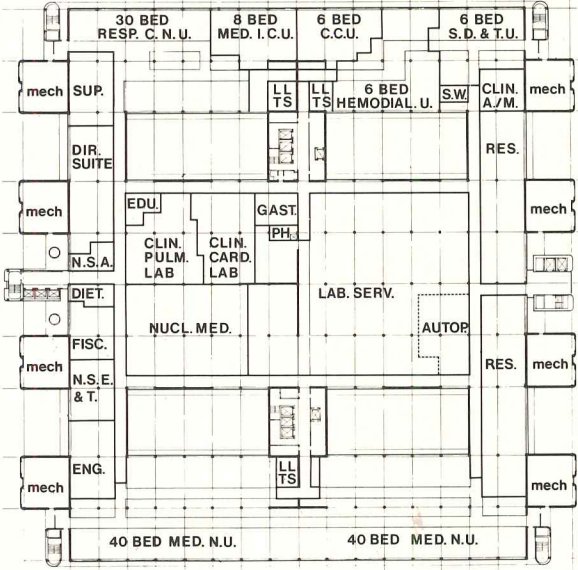 30 BED
RESP. C. N. U.
8 BED
MED. I.C.U.
6 BED
C.C.U.
6 BED
S.D. & T.U.
mech
SUP.
LL
TS
LL
TS
6 BED
HEMODIAL. U.
S.W.
CLIN.
A./M.
mech
DIR.
SUITE
RES.
mech
EDU.
GAST.
mech
CLIN.
PULM.
LAB
CLIN.
CARD.
LAB
PH.
N.S.A.
DIET.
LAB. SERV.
NUCL. MED.
AUTOP.
FISC.
mech
N.S.E.
& T.
RES.
mech
ENG.
LL
TS
mech
mech
40 BED MED. N.U.
40 BED MED. N.U.